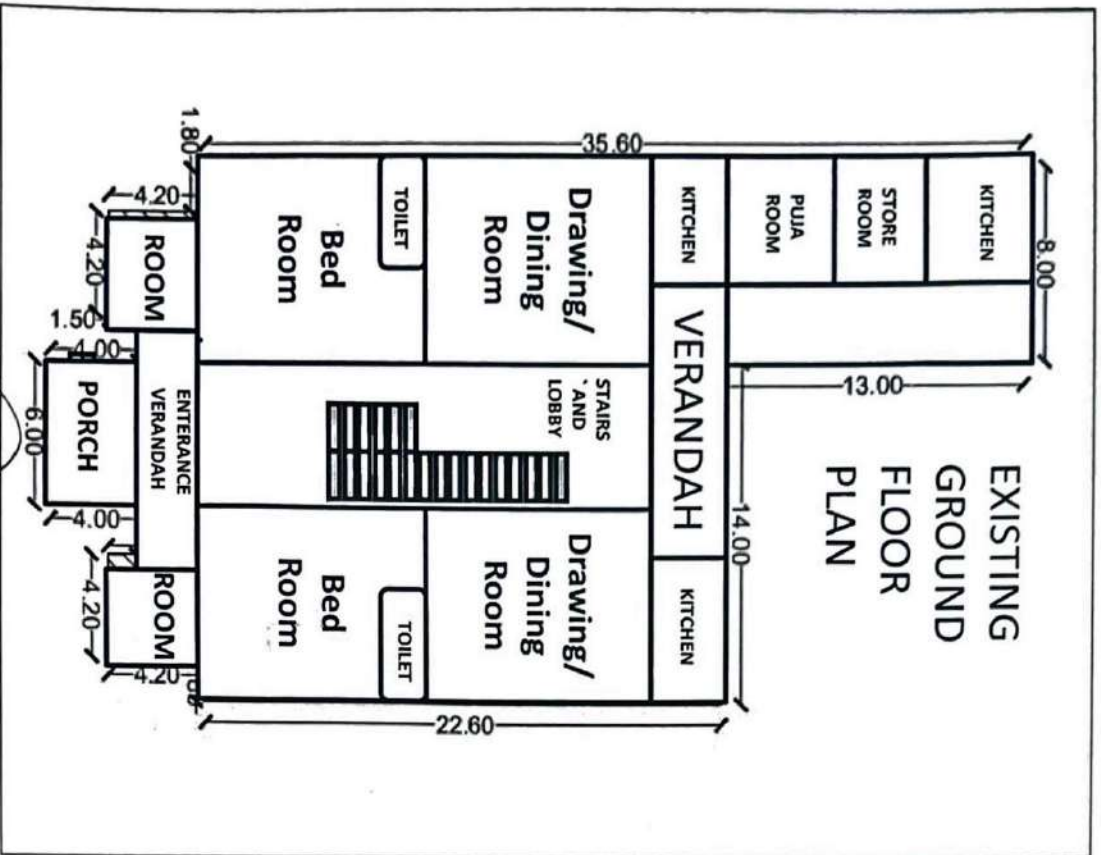 EXISTING
GROUND
FLOOR
PLAN
8.00
35.60
13.00
14.00
22.60
KITCHEN
STORE
ROOM
PUJA
ROOM
KITCHEN
VERANDAH
KITCHEN
Drawing/
Dining
Room
STAIRS
AND
LOBBY
Drawing/
Dining
Room
TOILET
TOILET
Bed
Room
Bed
Room
1.80
4.20
4.20
ROOM
1.50
4.00
ENTERANCE
VERANDAH
PORCH
6.00
4.00
ROOM
4.20
4.20